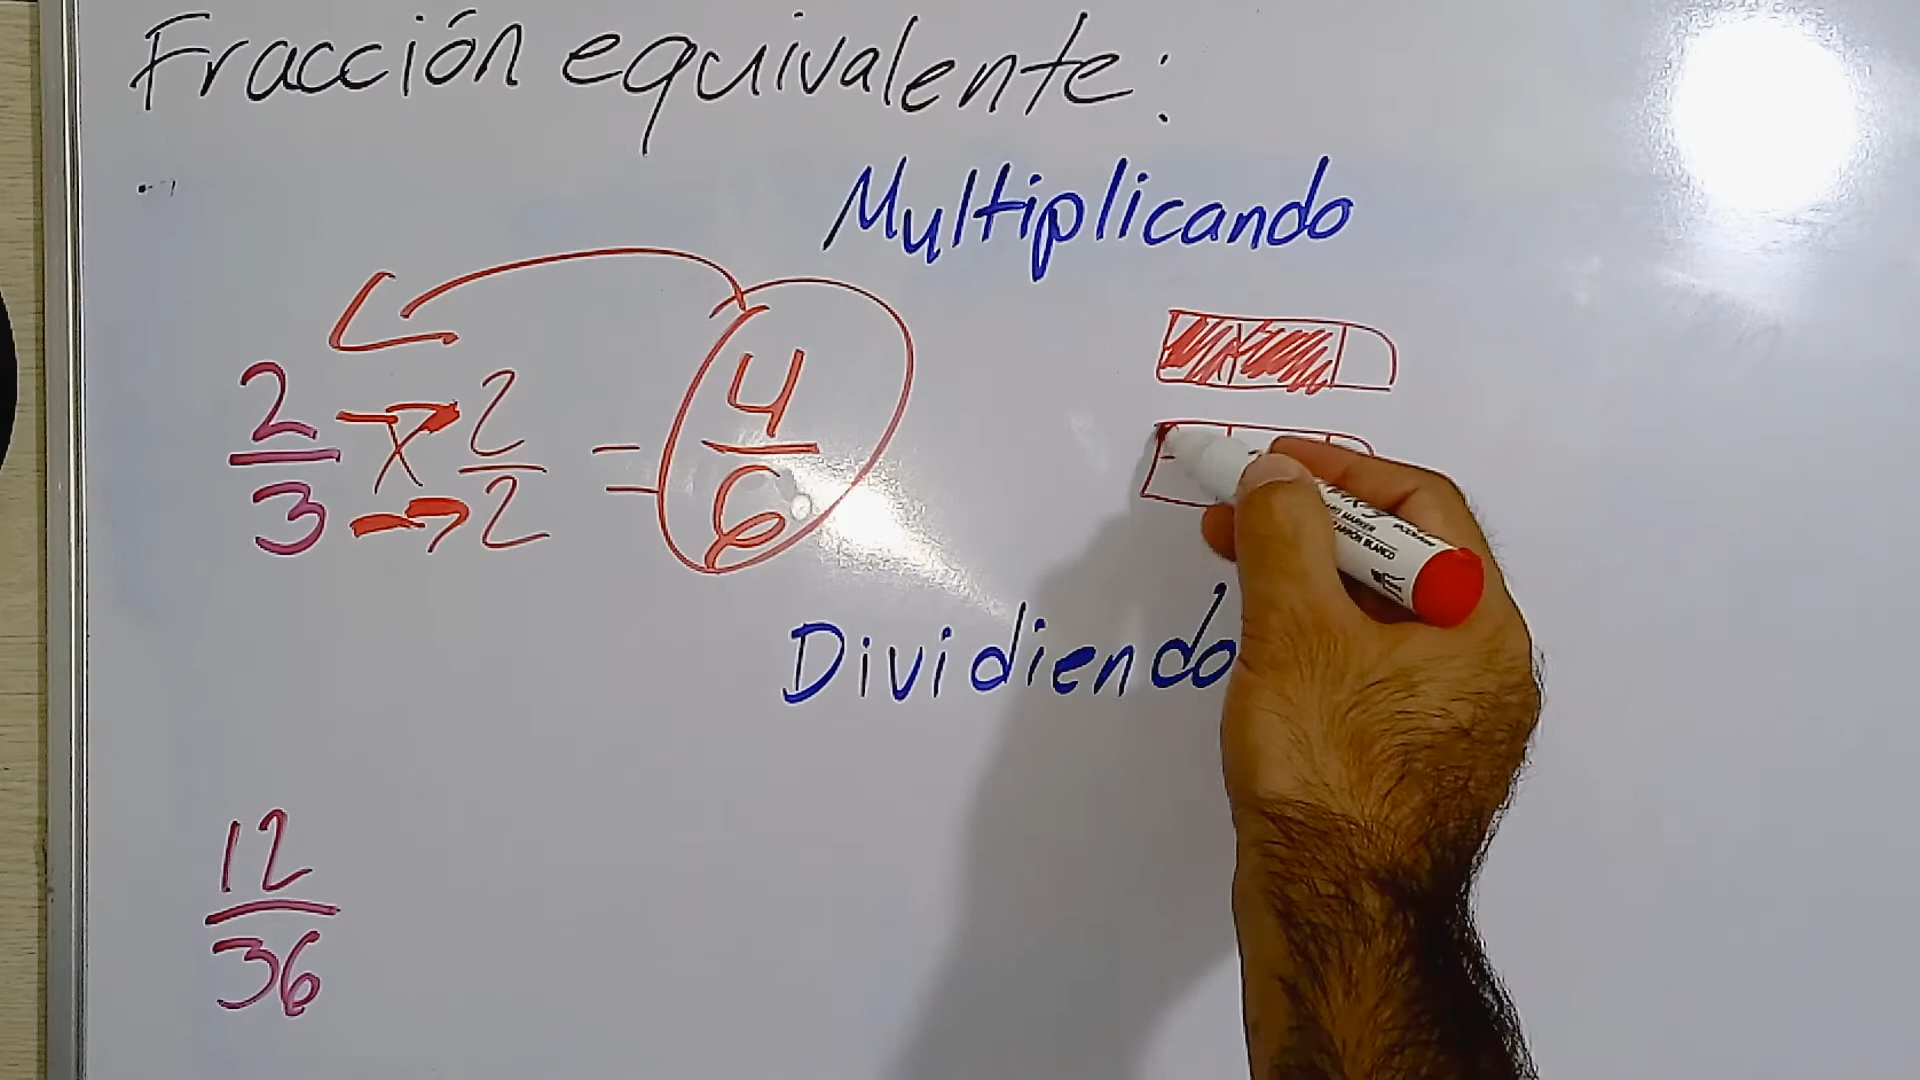 Fracción equivalente:
Multiplicando
2/3 x 2/2 = 4/6
Dividiendo
12/36